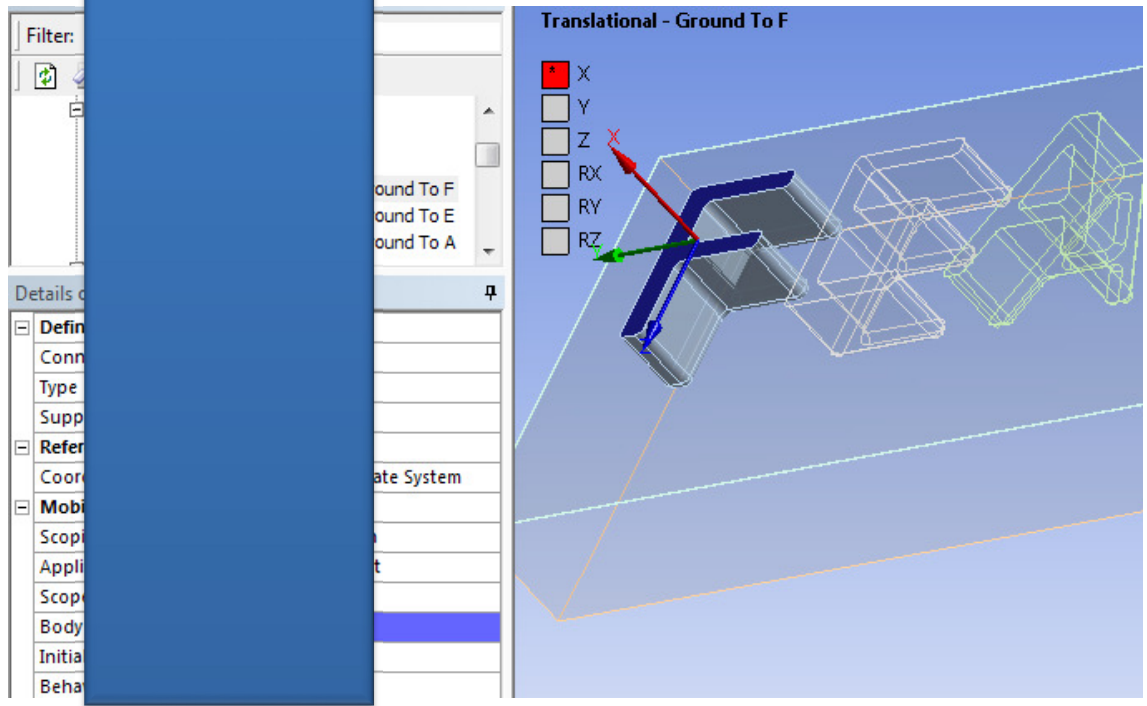 Filter:
ound To F
ound To E
ound To A
Details
Defin
Conn
Type
Supp
Refer
Coor
ate System
Mobi
Scopi
Appli
t
Scop
Body
Initia
Beha
Translational - Ground To F
* X
Y
Z
RX
RY
RZ
X
Y
Z